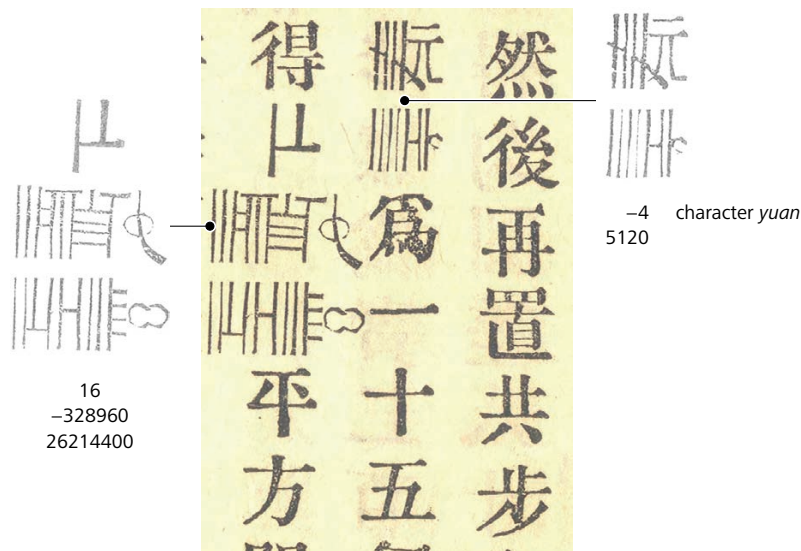 然後再置共步
元
爲一十五
得
平方
–4 character yuan
5120
16
–328960
26214400